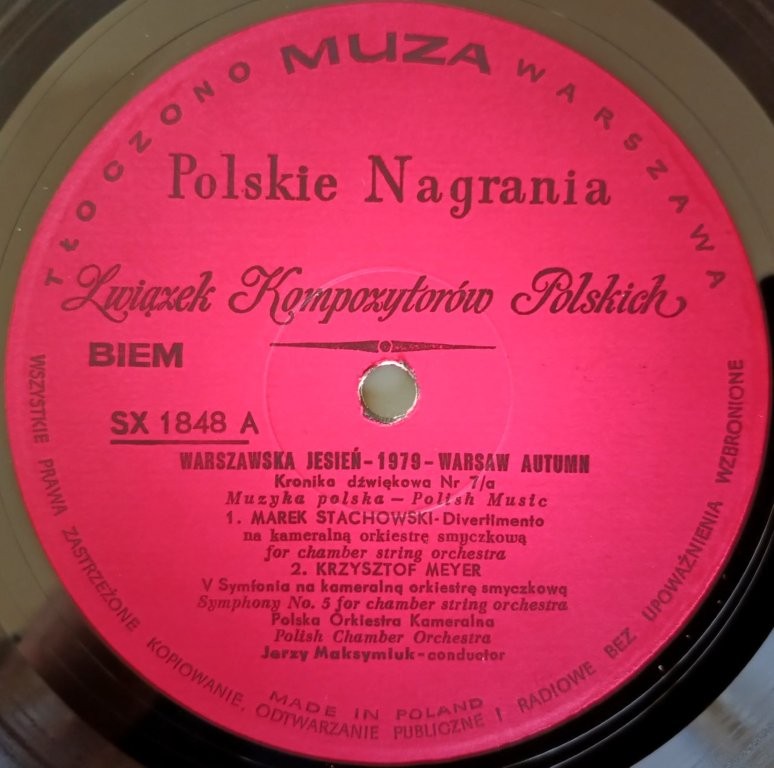 TŁOCZONO MUZA WARSZAWA
Polskie Nagrania
Związek Kompozytorów Polskich
BIEM
SX 1848 A
WARSZAWSKA JESIEŃ - 1979 - WARSAW AUTUMN
Kronika dźwiękowa Nr 7/a
Muzyka polska — Polish Music
1. MAREK STACHOWSKI - Divertimento
na kameralną orkiestrę smyczkową
for chamber string orchestra
2. KRZYSZTOF MEYER
V Symfonia na kameralną orkiestrę smyczkową
Symphony No. 5 for chamber string orchestra
Polska Orkiestra Kameralna
Polish Chamber Orchestra
Jerzy Maksymiuk - conductor
MADE IN POLAND
WSZYSTKIE PRAWA ZASTRZEŻONE KOPIOWANIE, ODTWARZANIE PUBLICZNE I RADIOWE BEZ UPOWAŻNIENIA WZBRONIONE